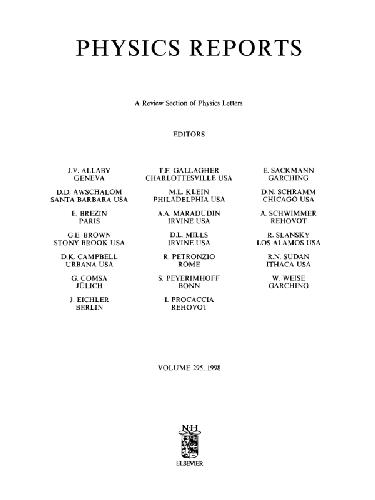 PHYSICS REPORTS
A Review Section of Physics Letters
EDITORS
J.V. ALLABY
GENEVA
D.D. AWSCHALOM
SANTA BARBARA USA
E. BREZIN
PARIS
G.E. BROWN
STONY BROOK USA
D.K. CAMPBELL
URBANA USA
G. COMSA
JÜLICH
J. EICHLER
BERLIN
T.F. GALLAGHER
CHARLOTTESVILLE USA
M.L. KLEIN
PHILADELPHIA USA
A.A. MARADUDIN
IRVINE USA
D.L. MILLS
IRVINE USA
R. PETRONZIO
ROME
S. PEYERIMHOFF
BONN
I. PROCACCIA
REHOVOT
E. SACKMANN
GARCHING
D.N. SCHRAMM
CHICAGO USA
A. SCHWIMMER
REHOVOT
R. SLANSKY
LOS ALAMOS USA
R.N. SUDAN
ITHACA USA
W. WEISE
GARCHING
VOLUME 295, 1998
N·H
ELSEVIER